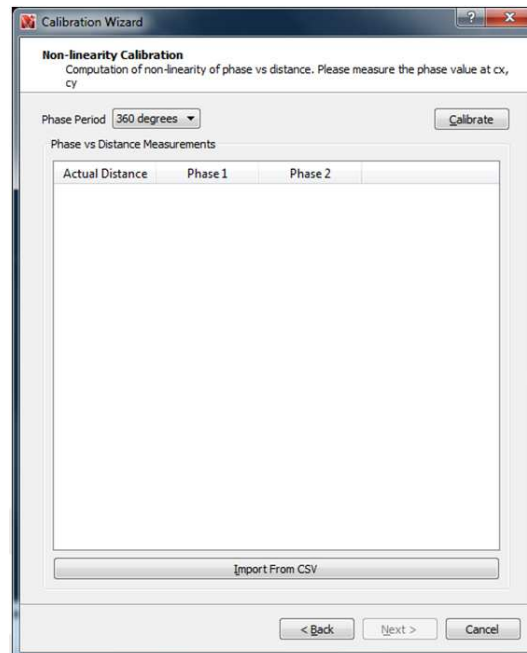 Calibration Wizard
Non-linearity Calibration
Computation of non-linearity of phase vs distance. Please measure the phase value at cx,
cy
Phase Period 360 degrees Calibrate
Phase vs Distance Measurements
Actual Distance Phase 1 Phase 2
Import From CSV
< Back Next > Cancel